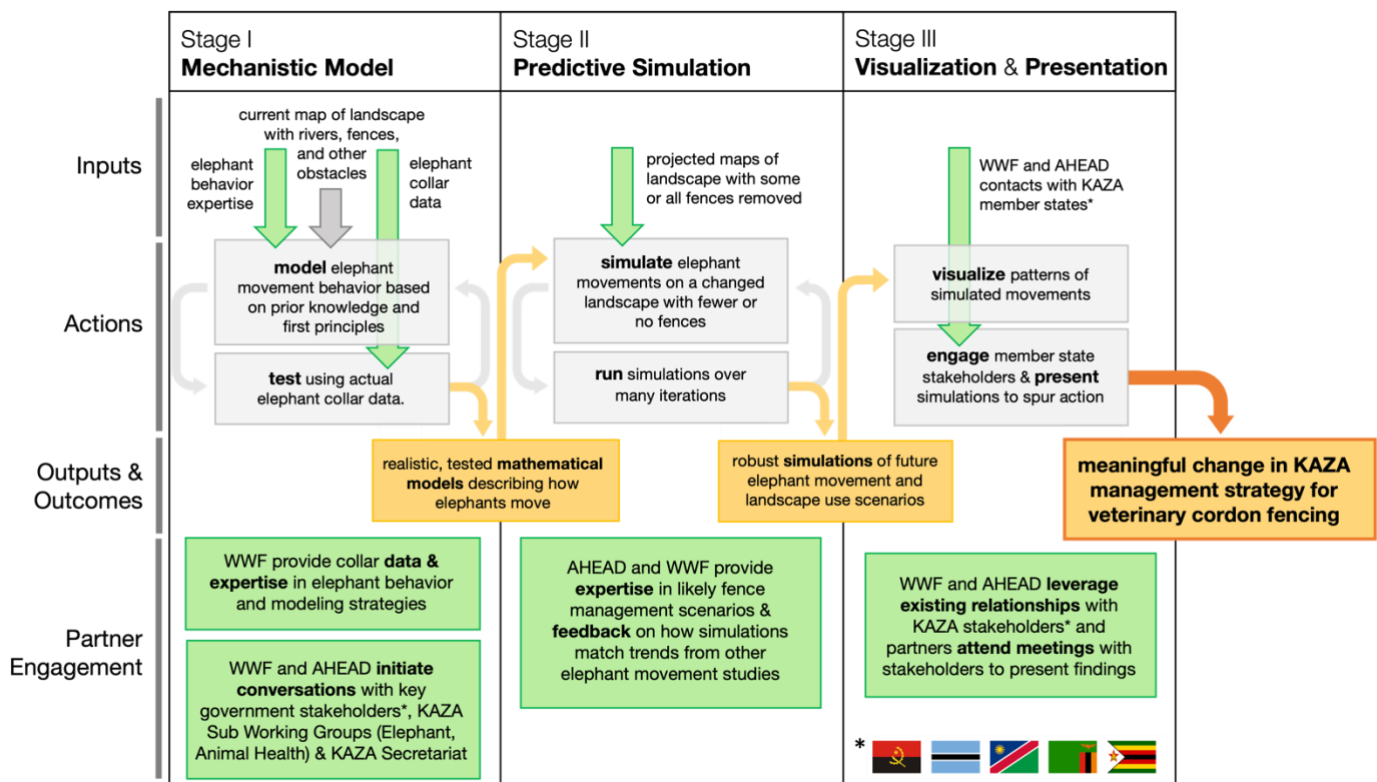 Stage I
Mechanistic Model
Stage II
Predictive Simulation
Stage III
Visualization & Presentation
Inputs
current map of landscape
with rivers, fences,
and other
obstacles
elephant
behavior
expertise
elephant
collar
data
projected maps of
landscape with some
or all fences removed
WWF and AHEAD
contacts with KAZA
member states*
Actions
model elephant
movement behavior based
on prior knowledge and
first principles
test using actual
elephant collar data.
simulate elephant
movements on a changed
landscape with fewer or
no fences
run simulations over
many iterations
visualize patterns of
simulated movements
engage member state
stakeholders & present
simulations to spur action
Outputs &
Outcomes
realistic, tested mathematical
models describing how
elephants move
robust simulations of future
elephant movement and
landscape use scenarios
meaningful change in KAZA
management strategy for
veterinary cordon fencing
Partner
Engagement
WWF provide collar data &
expertise in elephant behavior
and modeling strategies
WWF and AHEAD initiate
conversations with key
government stakeholders*, KAZA
Sub Working Groups (Elephant,
Animal Health) & KAZA Secretariat
AHEAD and WWF provide
expertise in likely fence
management scenarios &
feedback on how simulations
match trends from other
elephant movement studies
WWF and AHEAD leverage
existing relationships with
KAZA stakeholders* and
partners attend meetings with
stakeholders to present findings
*